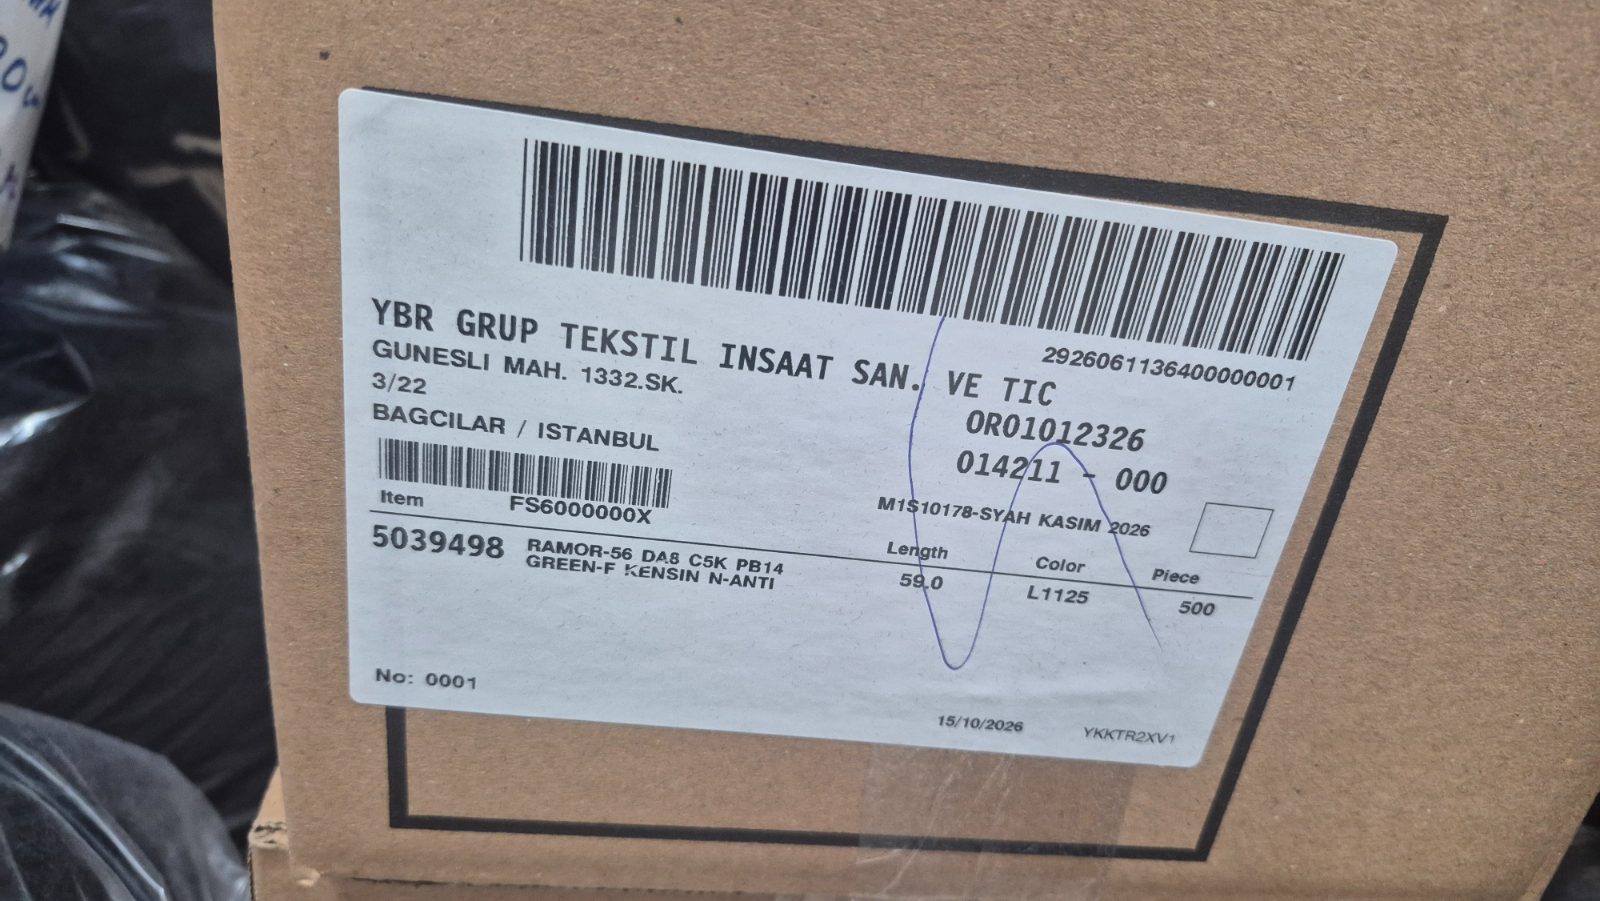 2926061136400000001
YBR GRUP TEKSTIL INSAAT SAN. VE TIC
GUNESLI MAH. 1332.SK.
3/22
BAGCILAR / ISTANBUL
OR01012326
014211 - 000
FS6000000X
M1S10178-SYAH KASIM 2026
Item Length Color Piece
5039498 RAMOR-56 DA8 C5K PB14 59.0 L1125 500
GREEN-F KENSIN N-ANTI
No: 0001
15/10/2026 YKKTR2XV1